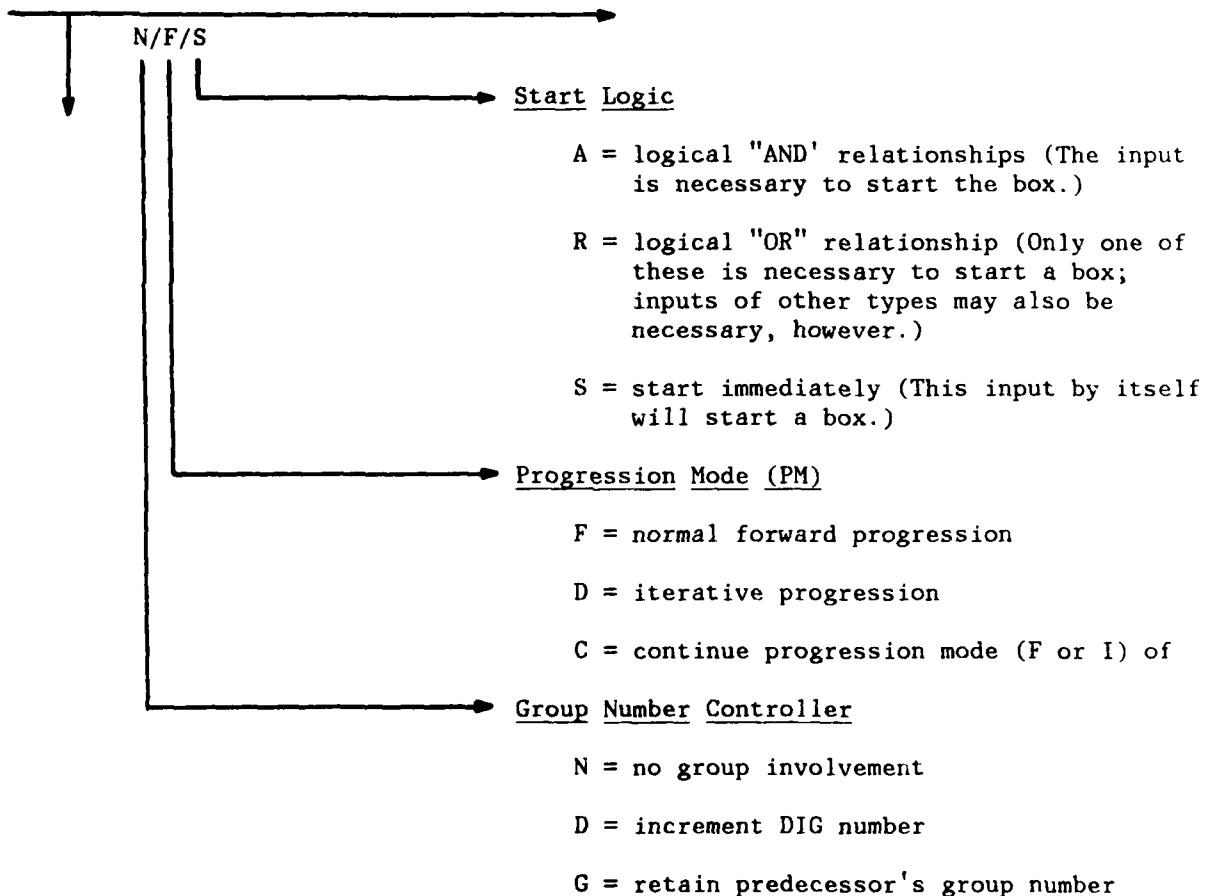 N/F/S
Start Logic
A = logical "AND' relationships (The input
is necessary to start the box.)
R = logical "OR" relationship (Only one of
these is necessary to start a box;
inputs of other types may also be
necessary, however.)
S = start immediately (This input by itself
will start a box.)
Progression Mode (PM)
F = normal forward progression
D = iterative progression
C = continue progression mode (F or I) of
Group Number Controller
N = no group involvement
D = increment DIG number
G = retain predecessor's group number